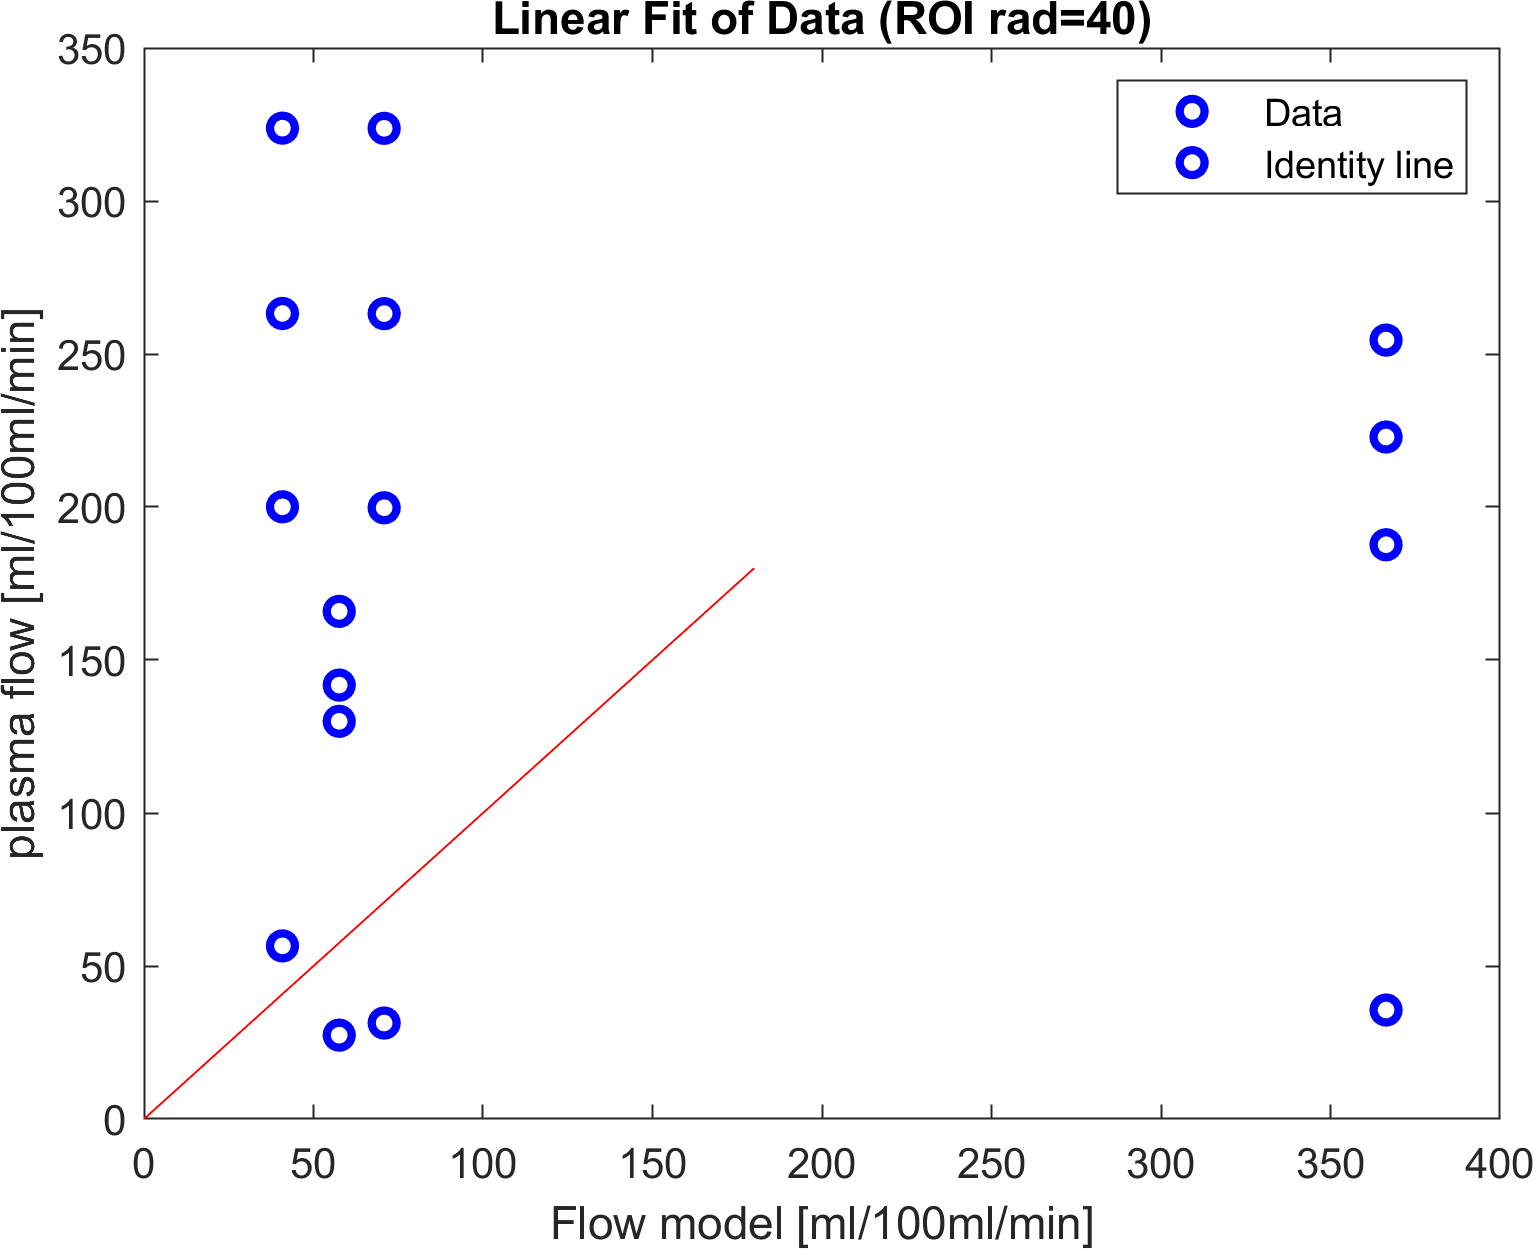 Linear Fit of Data (ROI rad=40)
350
300
250
200
150
100
50
0
plasma flow [ml/100ml/min]
Data
Identity line
0 50 100 150 200 250 300 350 400
Flow model [ml/100ml/min]